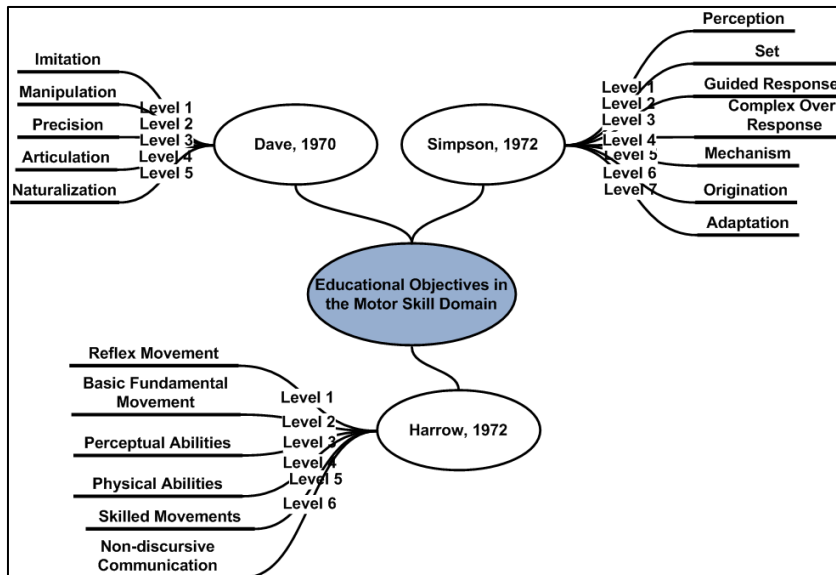 Imitation
Manipulation
Precision
Articulation
Naturalization
Level 1
Level 2
Level 3
Level 4
Level 5
Dave, 1970
Simpson, 1972
Level 1
Level 2
Level 3
Level 4
Level 5
Level 6
Level 7
Perception
Set
Guided Response
Complex Over
Response
Mechanism
Origination
Adaptation
Educational Objectives in
the Motor Skill Domain
Reflex Movement
Basic Fundamental
Movement
Perceptual Abilities
Physical Abilities
Skilled Movements
Non-discursive
Communication
Level 1
Level 2
Level 3
Level 4
Level 5
Level 6
Harrow, 1972